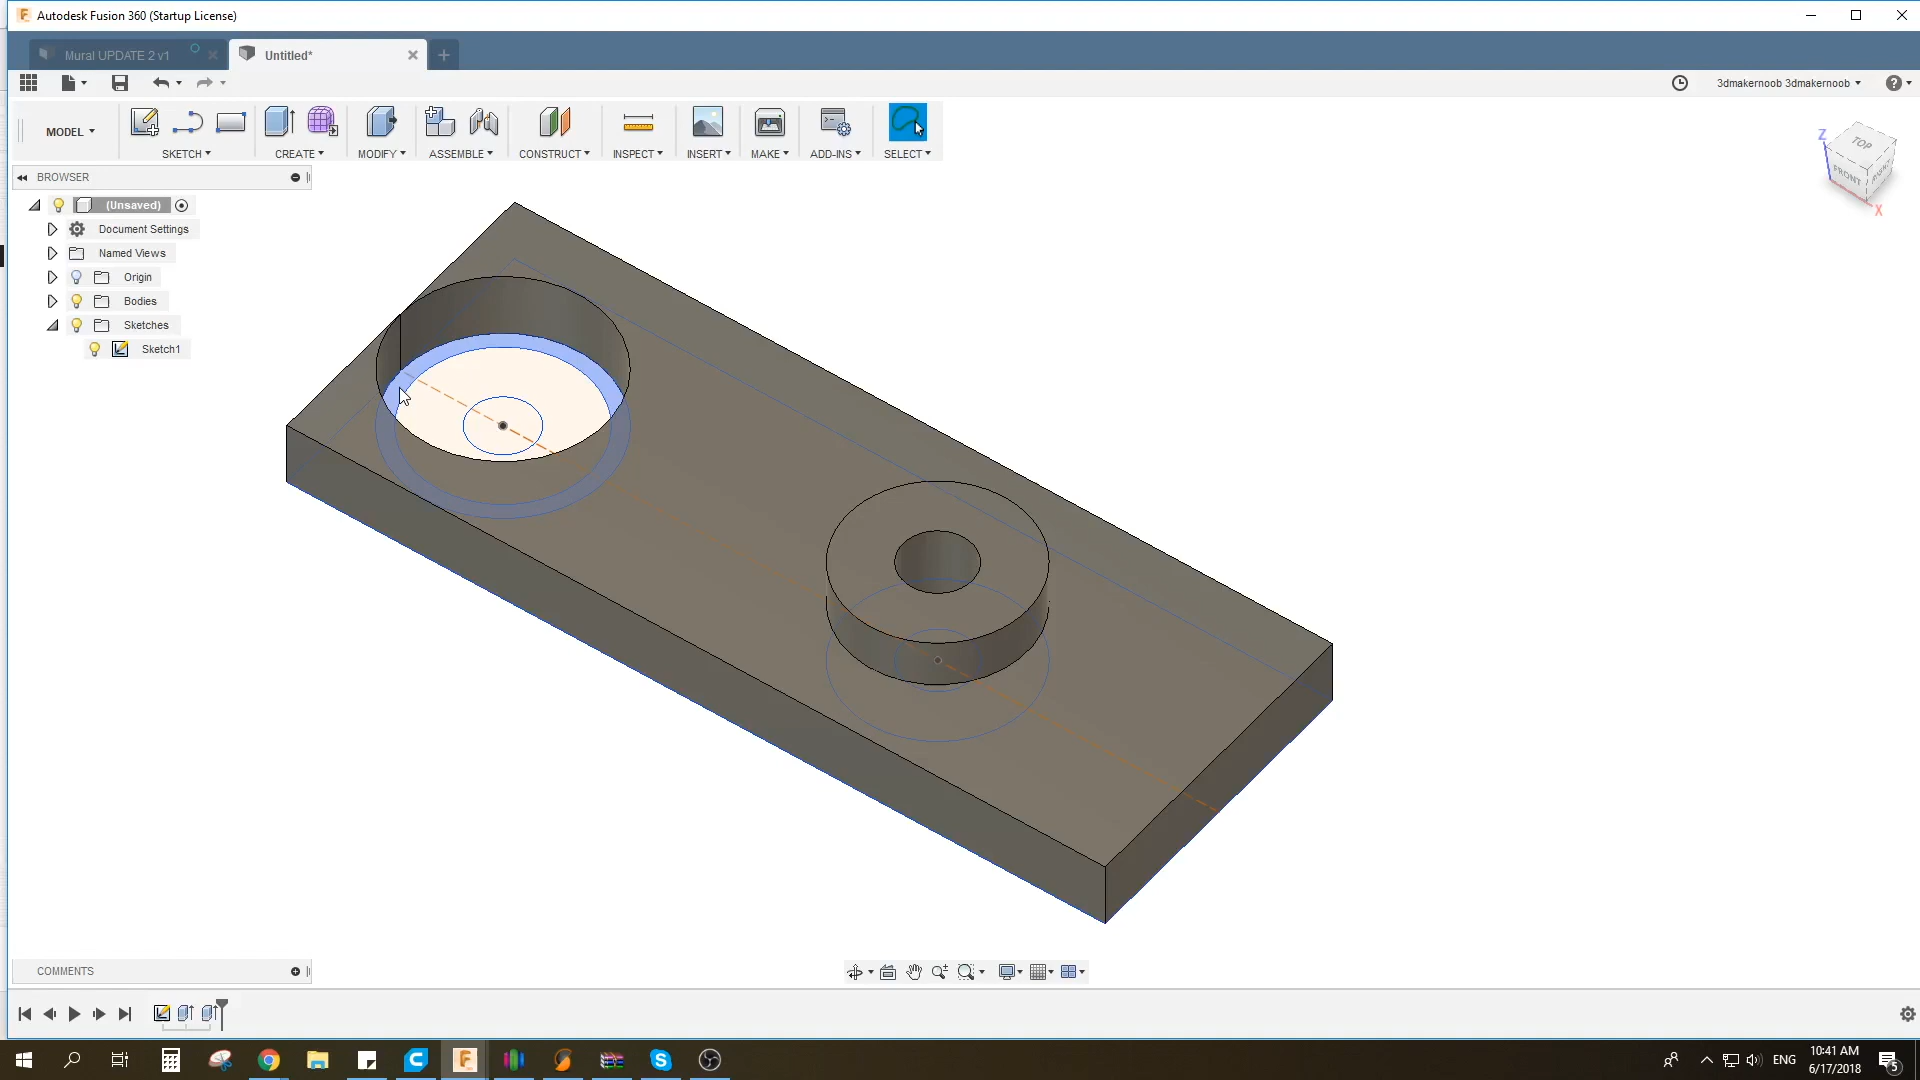 Autodesk Fusion 360 (Startup License)
Mural UPDATE 2 v1
Untitled*
3dmakernoob 3dmakernoob
MODEL
SKETCH
CREATE
MODIFY
ASSEMBLE
CONSTRUCT
INSPECT
INSERT
MAKE
ADD-INS
SELECT
Z
TOP
FRONT
RIGHT
X
BROWSER
(Unsaved)
Document Settings
Named Views
Origin
Bodies
Sketches
Sketch1
COMMENTS
ENG
10:41 AM
6/17/2018
5